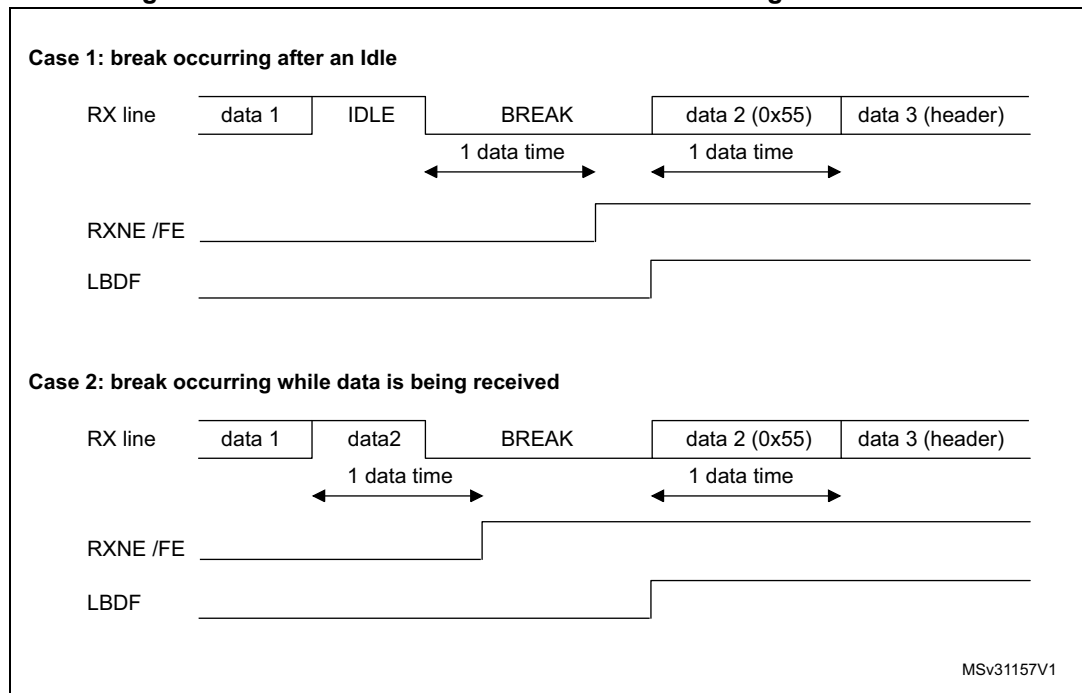 Case 1: break occurring after an Idle
RX line data 1 IDLE BREAK data 2 (0x55) data 3 (header)
1 data time 1 data time
RXNE /FE
LBDF
Case 2: break occurring while data is being received
RX line data 1 data2 BREAK data 2 (0x55) data 3 (header)
1 data time 1 data time
RXNE /FE
LBDF
MSv31157V1